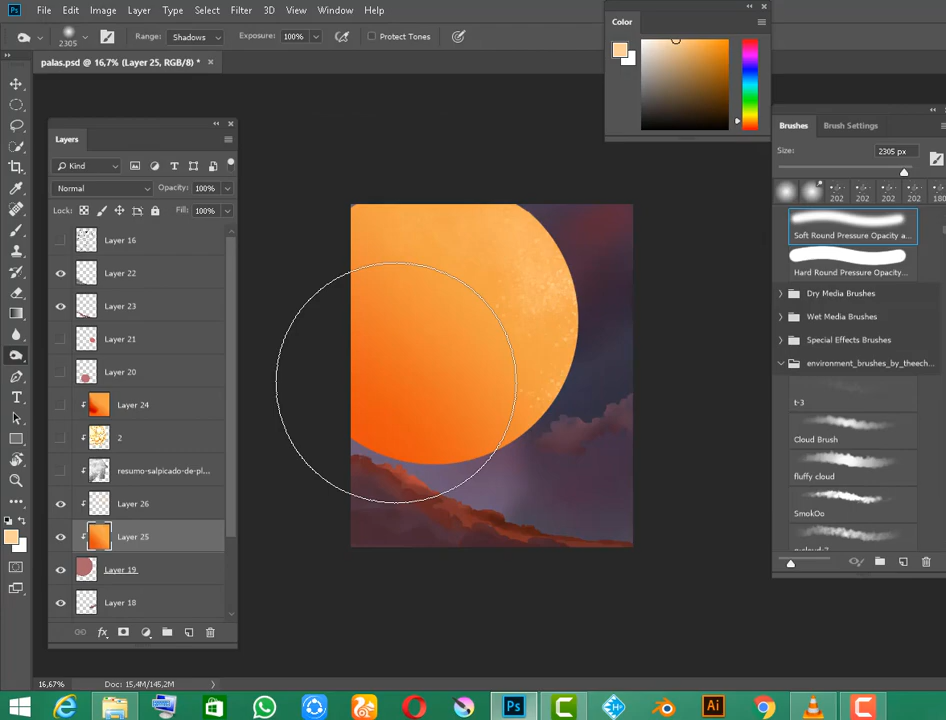 Ps File Edit Image Layer Type Select Filter 3D View Window Help
2305 Range: Shadows Exposure: 100% Protect Tones
palas.psd @ 16,7% (Layer 25, RGB/8) *
Color
Layers
Kind
Normal Opacity: 100%
Lock: Fill: 100%
Layer 16
Layer 22
Layer 23
Layer 21
Layer 20
Layer 24
2
resumo-salpicado-de-pl...
Layer 26
Layer 25
Layer 19
Layer 18
fx
Brushes Brush Settings
Size: 2305 px
202 202 202 202 180
Soft Round Pressure Opacity a...
Hard Round Pressure Opacity...
Dry Media Brushes
Wet Media Brushes
Special Effects Brushes
environment_brushes_by_theech...
t-3
Cloud Brush
fluffy cloud
SmokOo
16,67% Doc: 15,4M/145,2M
Ps Ai